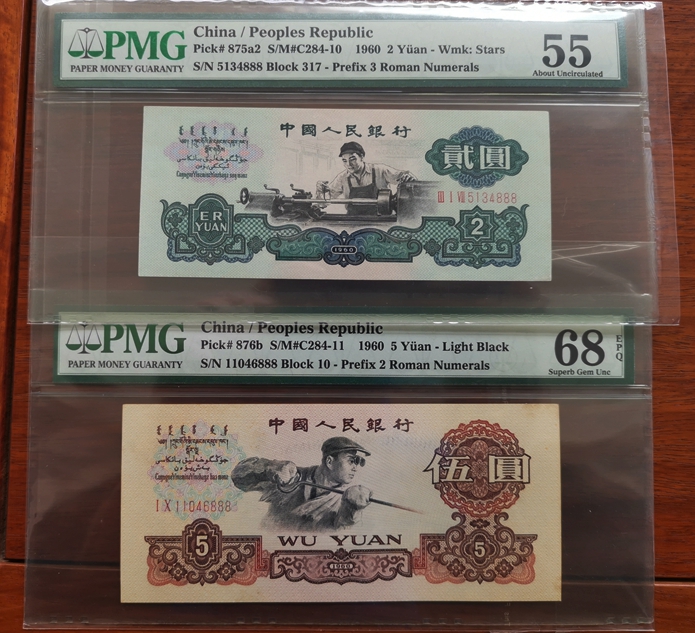 PMG
PAPER MONEY GUARANTY
China / Peoples Republic
Pick# 875a2 S/M#C284-10 1960 2 Yüan - Wmk: Stars
S/N 5134888 Block 317 - Prefix 3 Roman Numerals
55
About Uncirculated
中國人民銀行
貳圓
III I VII 5134888
ER
YUAN
1960
2
PMG
PAPER MONEY GUARANTY
China / Peoples Republic
Pick# 876b S/M#C284-11 1960 5 Yüan - Light Black
S/N 11046888 Block 10 - Prefix 2 Roman Numerals
68
EPQ
Superb Gem Unc
中國人民銀行
伍圓
I X 11046888
5
WU YUAN
1960
5